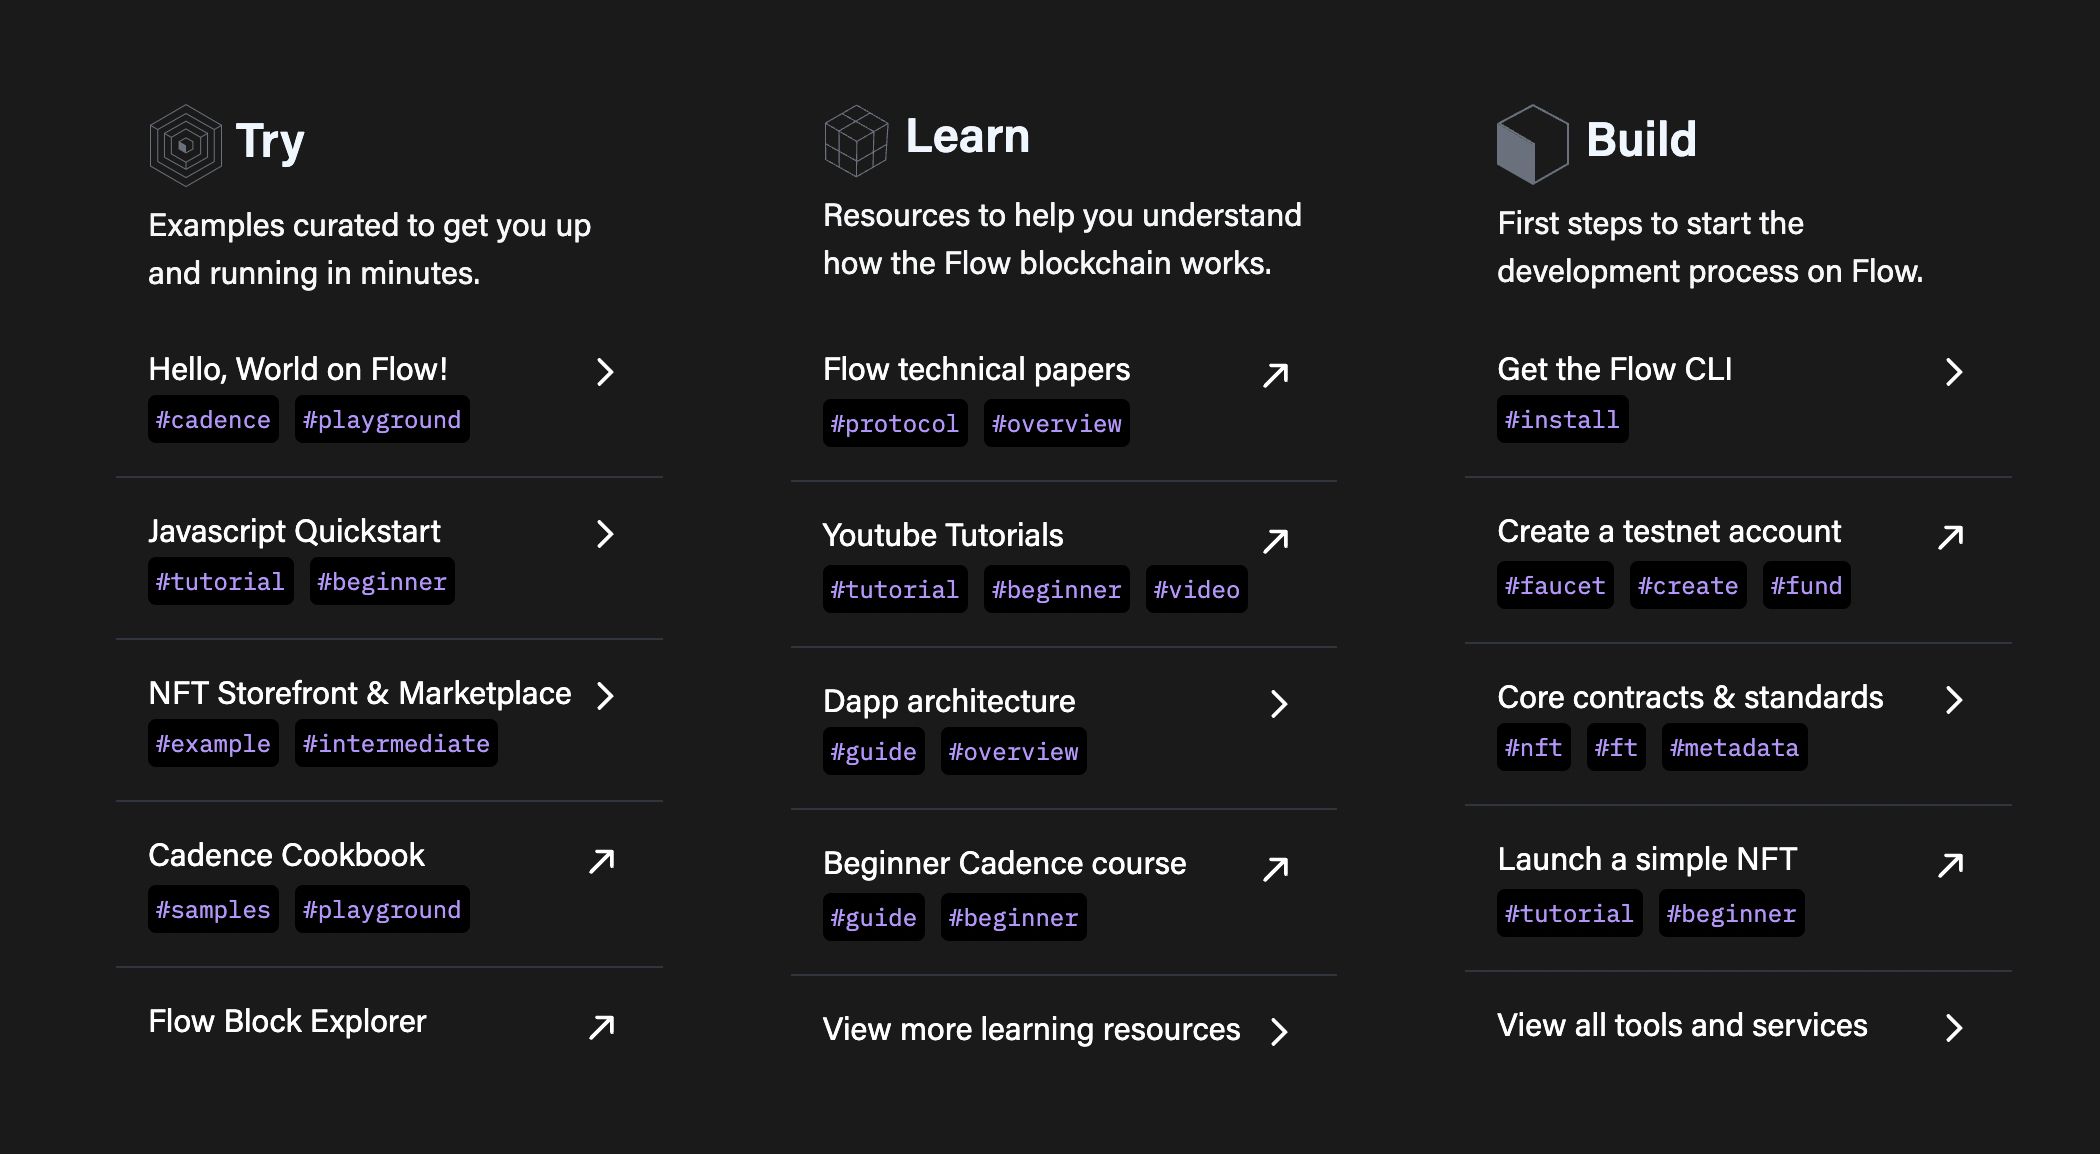 Try
Examples curated to get you up
and running in minutes.
Hello, World on Flow!
#cadence #playground
Javascript Quickstart
#tutorial #beginner
NFT Storefront & Marketplace
#example #intermediate
Cadence Cookbook
#samples #playground
Flow Block Explorer
Learn
Resources to help you understand
how the Flow blockchain works.
Flow technical papers
#protocol #overview
Youtube Tutorials
#tutorial #beginner #video
Dapp architecture
#guide #overview
Beginner Cadence course
#guide #beginner
View more learning resources
Build
First steps to start the
development process on Flow.
Get the Flow CLI
#install
Create a testnet account
#faucet #create #fund
Core contracts & standards
#nft #ft #metadata
Launch a simple NFT
#tutorial #beginner
View all tools and services